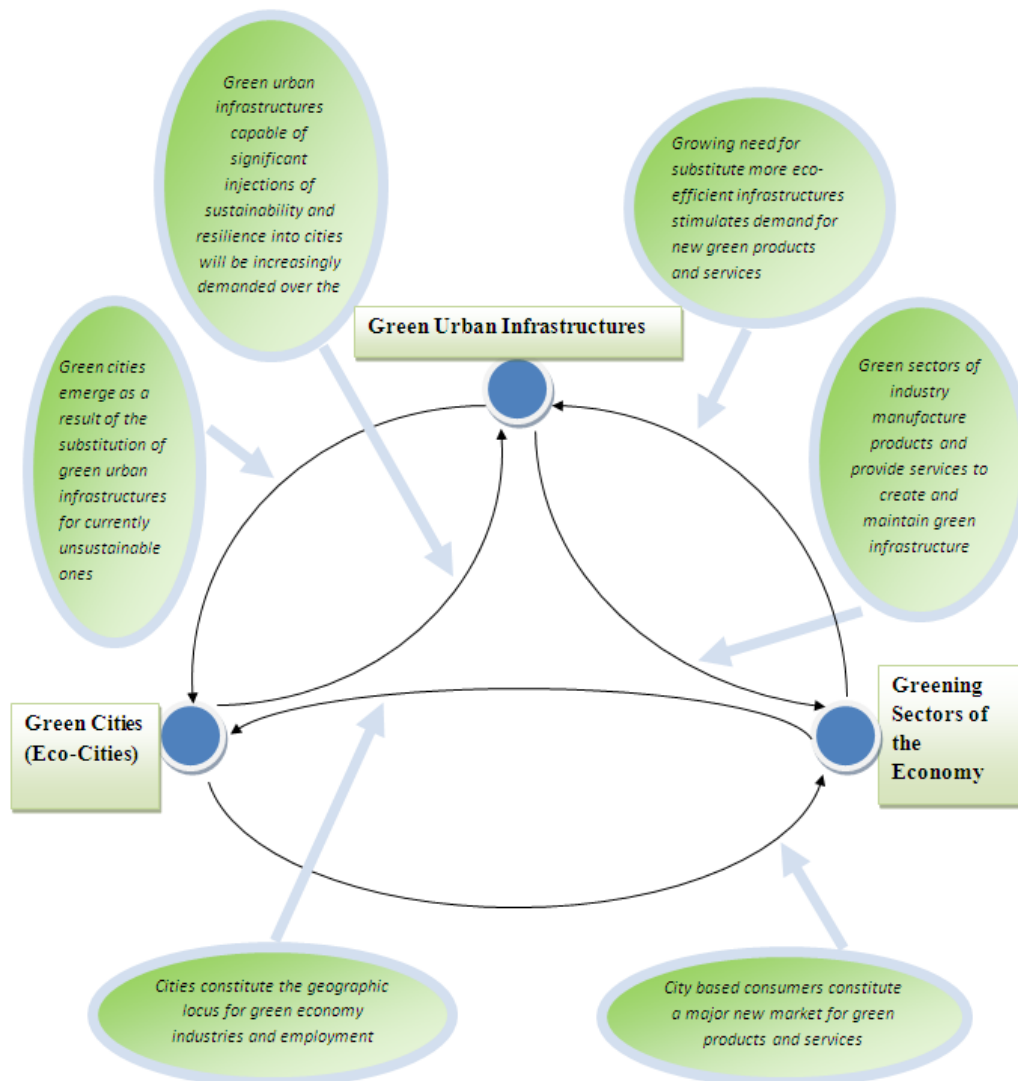 Green urban
infrastructures
capable of
significant
injections of
sustainability and
resilience into cities
will be increasingly
demanded over the
Growing need for
substitute more eco-
efficient infrastructures
stimulates demand for
new green products
and services
Green Urban Infrastructures
Green cities
emerge as a
result of the
substitution of
green urban
infrastructures
for currently
unsustainable
ones
Green sectors of
industry
manufacture
products and
provide services to
create and
maintain green
infrastructure
Green Cities
(Eco-Cities)
Greening
Sectors of
the
Economy
Cities constitute the geographic
locus for green economy
industries and employment
City based consumers constitute
a major new market for green
products and services